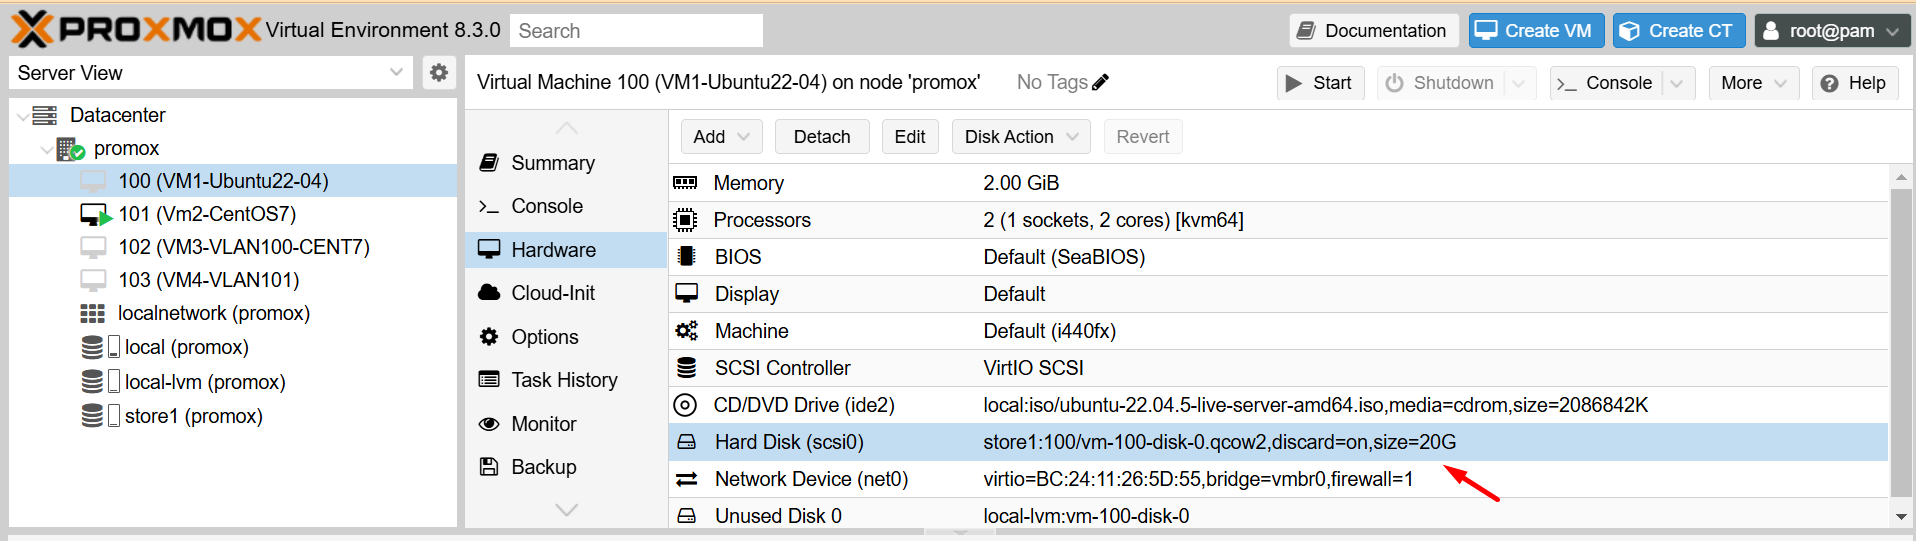 PROXMOX Virtual Environment 8.3.0 Search Documentation Create VM Create CT root@pam
Server View
Datacenter
promox
100 (VM1-Ubuntu22-04)
101 (Vm2-CentOS7)
102 (VM3-VLAN100-CENT7)
103 (VM4-VLAN101)
localnetwork (promox)
local (promox)
local-lvm (promox)
store1 (promox)
Virtual Machine 100 (VM1-Ubuntu22-04) on node 'promox' No Tags Start Shutdown Console More Help
Summary
Console
Hardware
Cloud-Init
Options
Task History
Monitor
Backup
Add Detach Edit Disk Action Revert
Memory 2.00 GiB
Processors 2 (1 sockets, 2 cores) [kvm64]
BIOS Default (SeaBIOS)
Display Default
Machine Default (i440fx)
SCSI Controller VirtIO SCSI
CD/DVD Drive (ide2) local:iso/ubuntu-22.04.5-live-server-amd64.iso,media=cdrom,size=2086842K
Hard Disk (scsi0) store1:100/vm-100-disk-0.qcow2,discard=on,size=20G
Network Device (net0) virtio=BC:24:11:26:5D:55,bridge=vmbr0,firewall=1
Unused Disk 0 local-lvm:vm-100-disk-0